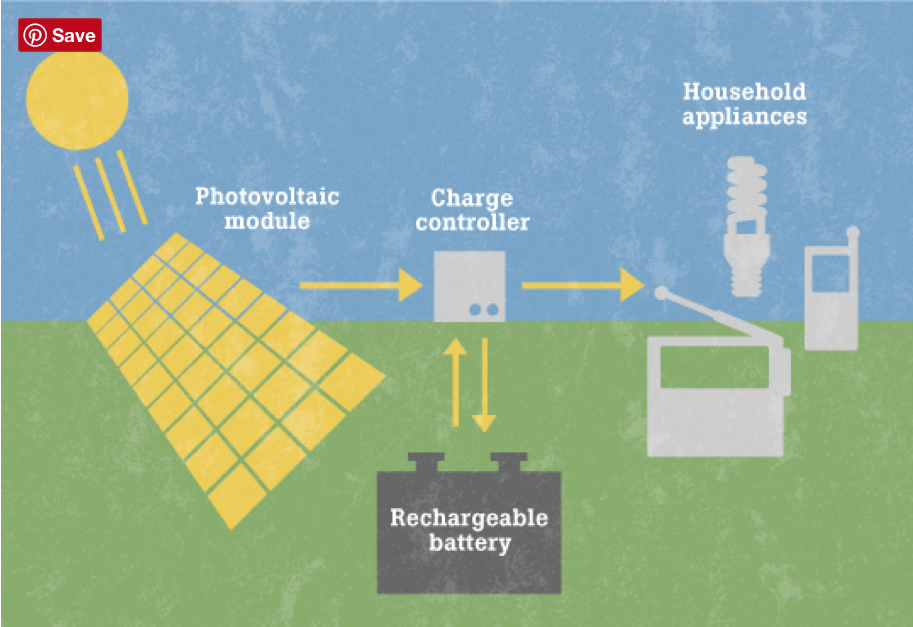 Save
Photovoltaic
module
Charge
controller
Household
appliances
Rechargeable
battery